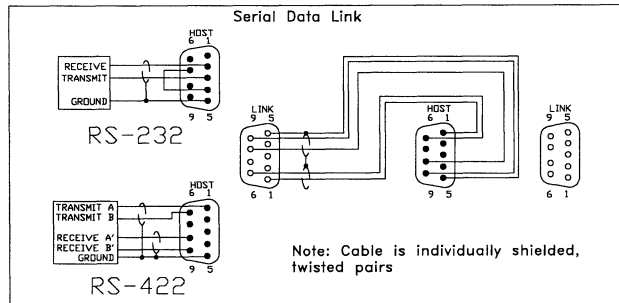 Serial Data Link
HOST
6 1
RECEIVE
TRANSMIT
GROUND
9 5
RS-232
LINK
9 5
6 1
HOST
6 1
9 5
LINK
9 5
6 1
HOST
6 1
TRANSMIT A
TRANSMIT B
RECEIVE A'
RECEIVE B'
GROUND
9 5
RS-422
Note: Cable is individually shielded,
twisted pairs